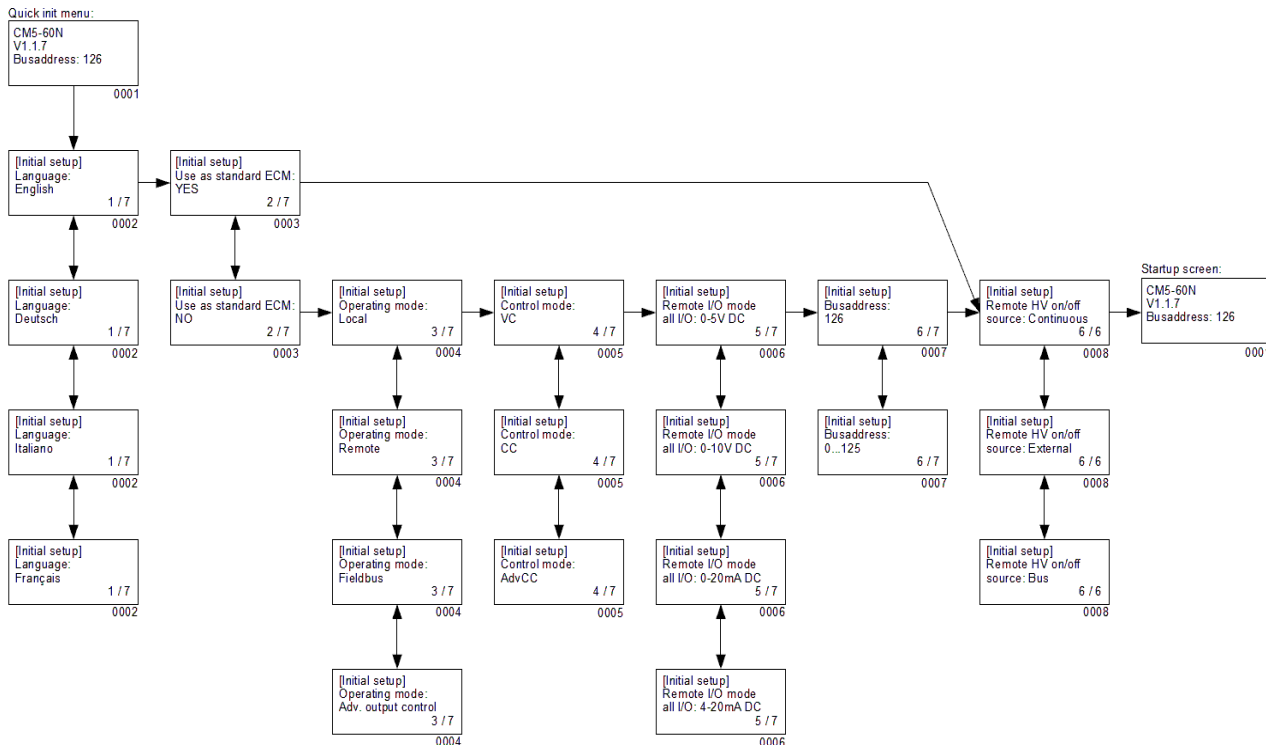 Quick init menu:
CM5-60N
V1.1.7
Busaddress: 126
0001
[Initial setup]
Language:
English
1 / 7
0002
[Initial setup]
Use as standard ECM:
YES
2 / 7
0003
Startup screen:
CM5-60N
V1.1.7
Busaddress: 126
0001
[Initial setup]
Language:
Deutsch
1 / 7
0002
[Initial setup]
Use as standard ECM:
NO
2 / 7
0003
[Initial setup]
Operating mode:
Local
3 / 7
0004
[Initial setup]
Control mode:
VC
4 / 7
0005
[Initial setup]
Remote I/O mode
all I/O: 0-5V DC
5 / 7
0006
[Initial setup]
Busaddress:
126
6 / 7
0007
[Initial setup]
Remote HV on/off
source: Continuous
6 / 6
0008
[Initial setup]
Language:
Italiano
1 / 7
0002
[Initial setup]
Operating mode:
Remote
3 / 7
0004
[Initial setup]
Control mode:
CC
4 / 7
0005
[Initial setup]
Remote I/O mode
all I/O: 0-10V DC
5 / 7
0006
[Initial setup]
Busaddress:
0...125
6 / 7
0007
[Initial setup]
Remote HV on/off
source: External
6 / 6
0008
[Initial setup]
Language:
Français
1 / 7
0002
[Initial setup]
Operating mode:
Fieldbus
3 / 7
0004
[Initial setup]
Control mode:
AdvCC
4 / 7
0005
[Initial setup]
Remote I/O mode
all I/O: 0-20mA DC
5 / 7
0006
[Initial setup]
Remote HV on/off
source: Bus
6 / 6
0008
[Initial setup]
Operating mode:
Adv. output control
3 / 7
0004
[Initial setup]
Remote I/O mode
all I/O: 4-20mA DC
5 / 7
0006